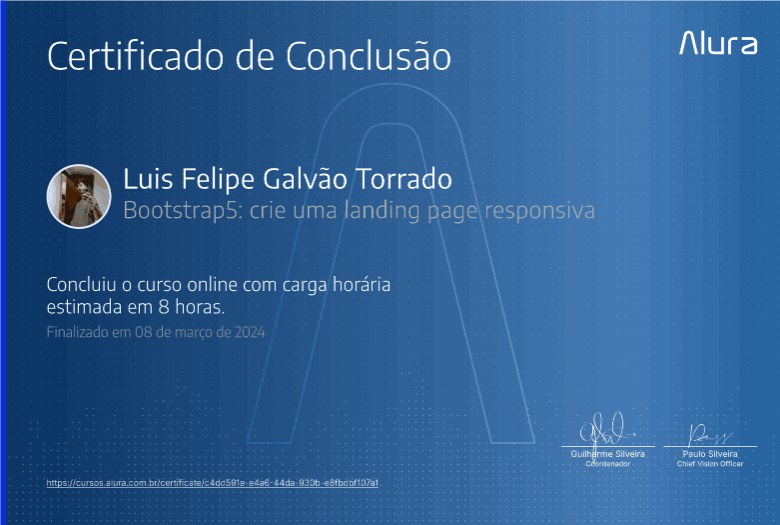 Certificado de Conclusão
Alura
Luis Felipe Galvão Torrado
Bootstrap5: crie uma landing page responsiva
Concluiu o curso online com carga horária
estimada em 8 horas.
Finalizado em 08 de março de 2024
Guilherme Silveira
Coordenador
Paulo Silveira
Chief Vision Officer
https://cursos.alura.com.br/certificate/c4dd591e-e4a6-44da-930b-e8fbdbf107a1